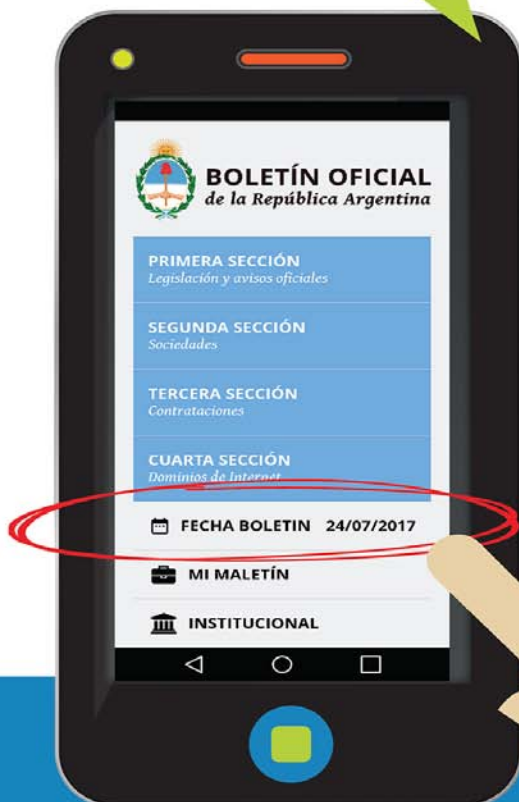 BOLETÍN OFICIAL
de la República Argentina
PRIMERA SECCIÓN
Legislación y avisos oficiales
SEGUNDA SECCIÓN
Sociedades
TERCERA SECCIÓN
Contrataciones
CUARTA SECCIÓN
Dominios de Internet
FECHA BOLETIN 24/07/2017
MI MALETÍN
INSTITUCIONAL